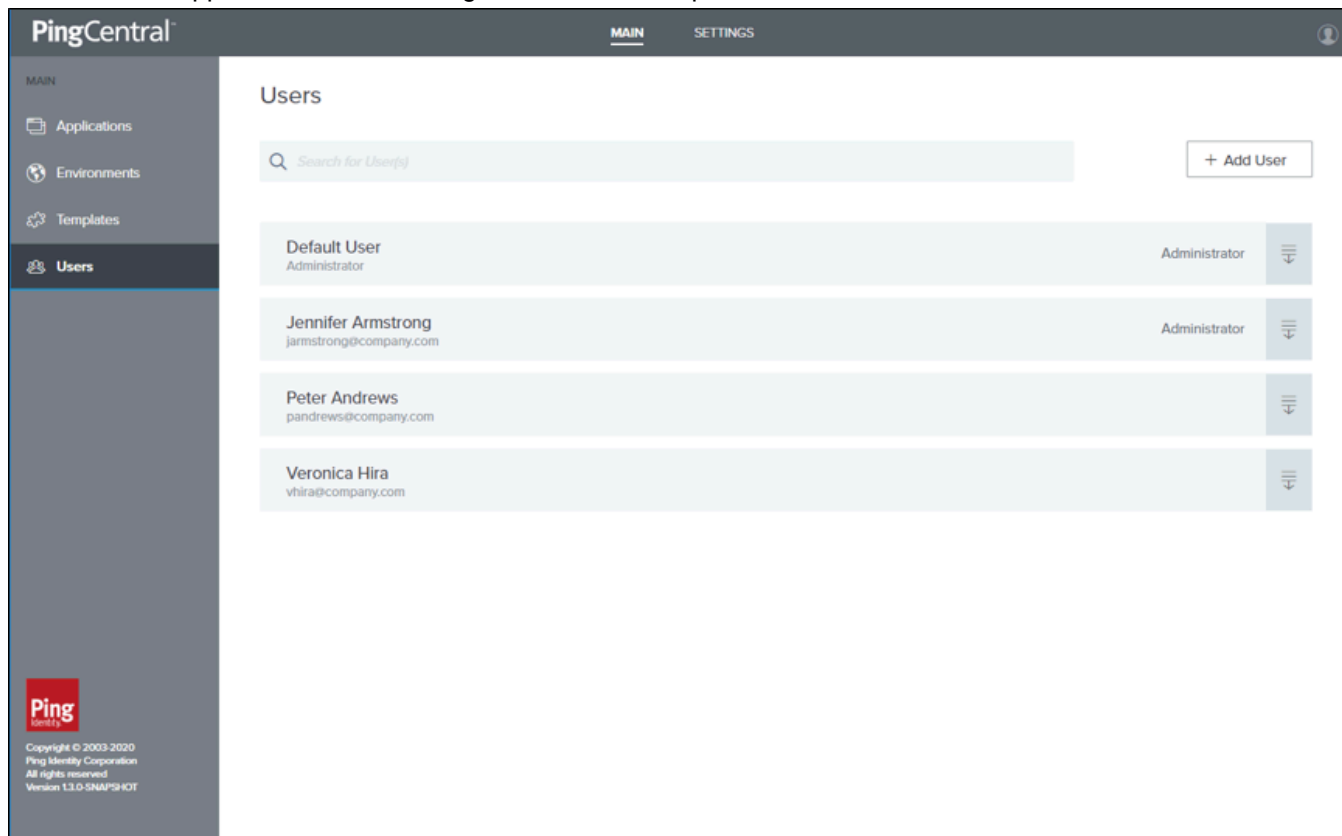 PingCentral
MAIN
SETTINGS
MAIN
Applications
Environments
Templates
Users
Users
Search for User(s)
+ Add User
Default User
Administrator
Administrator
Jennifer Armstrong
jarmstrong@company.com
Administrator
Peter Andrews
pandrews@company.com
Veronica Hira
vhira@company.com
Ping
Identity
Copyright © 2003-2020
Ping Identity Corporation
All rights reserved
Version 1.3.0-SNAPSHOT